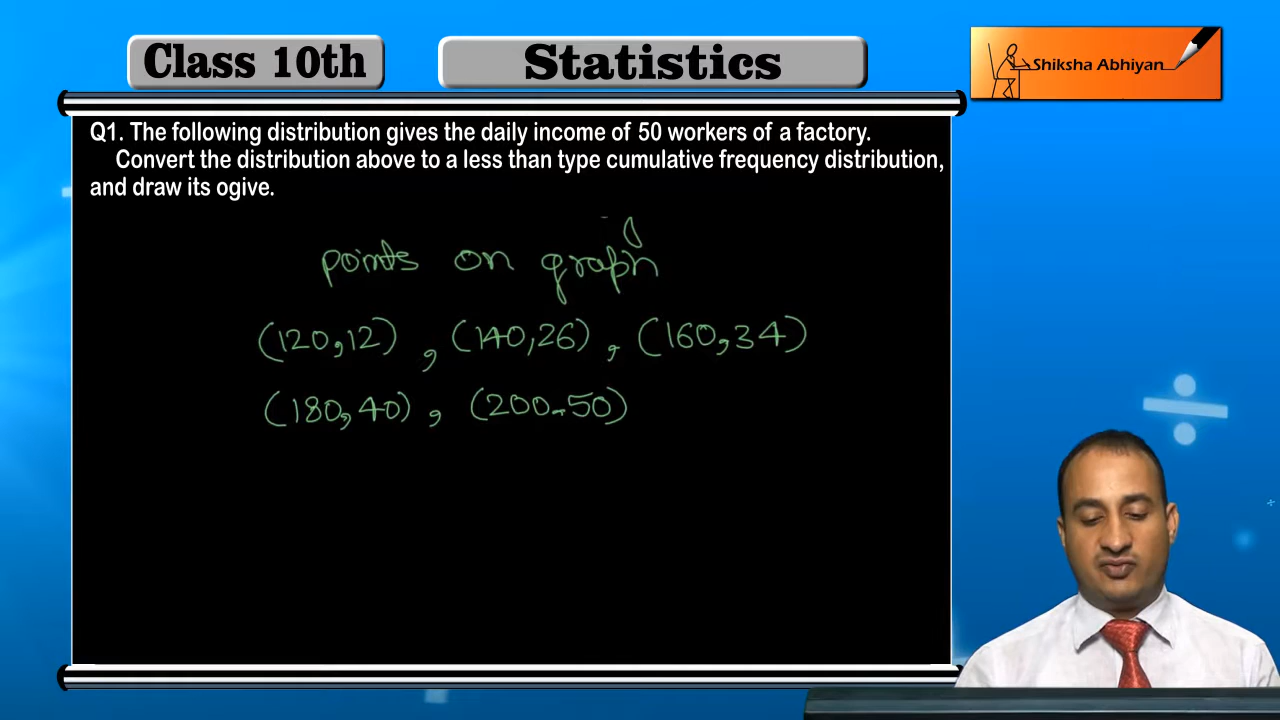 Class 10th
Statistics
Shiksha Abhiyan
Q1. The following distribution gives the daily income of 50 workers of a factory.
Convert the distribution above to a less than type cumulative frequency distribution,
and draw its ogive.
points on graph
(120,12) , (140,26) , (160,34)
(180,40) , (200.50)